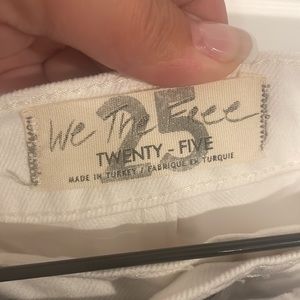 25
We The Free
TWENTY - FIVE
MADE IN TURKEY / FABRIQUE EN TURQUIE